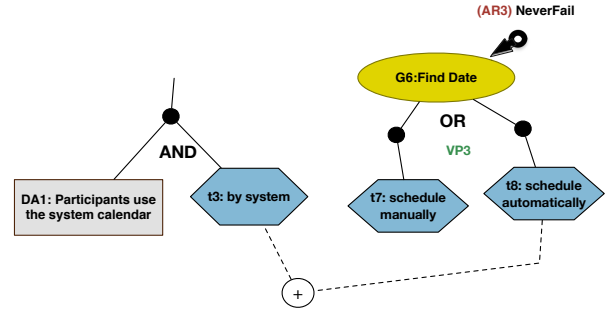 (AR3) NeverFail
G6:Find Date
OR
VP3
AND
DA1: Participants use
the system calendar
t3: by system
t7: schedule
manually
t8: schedule
automatically
+